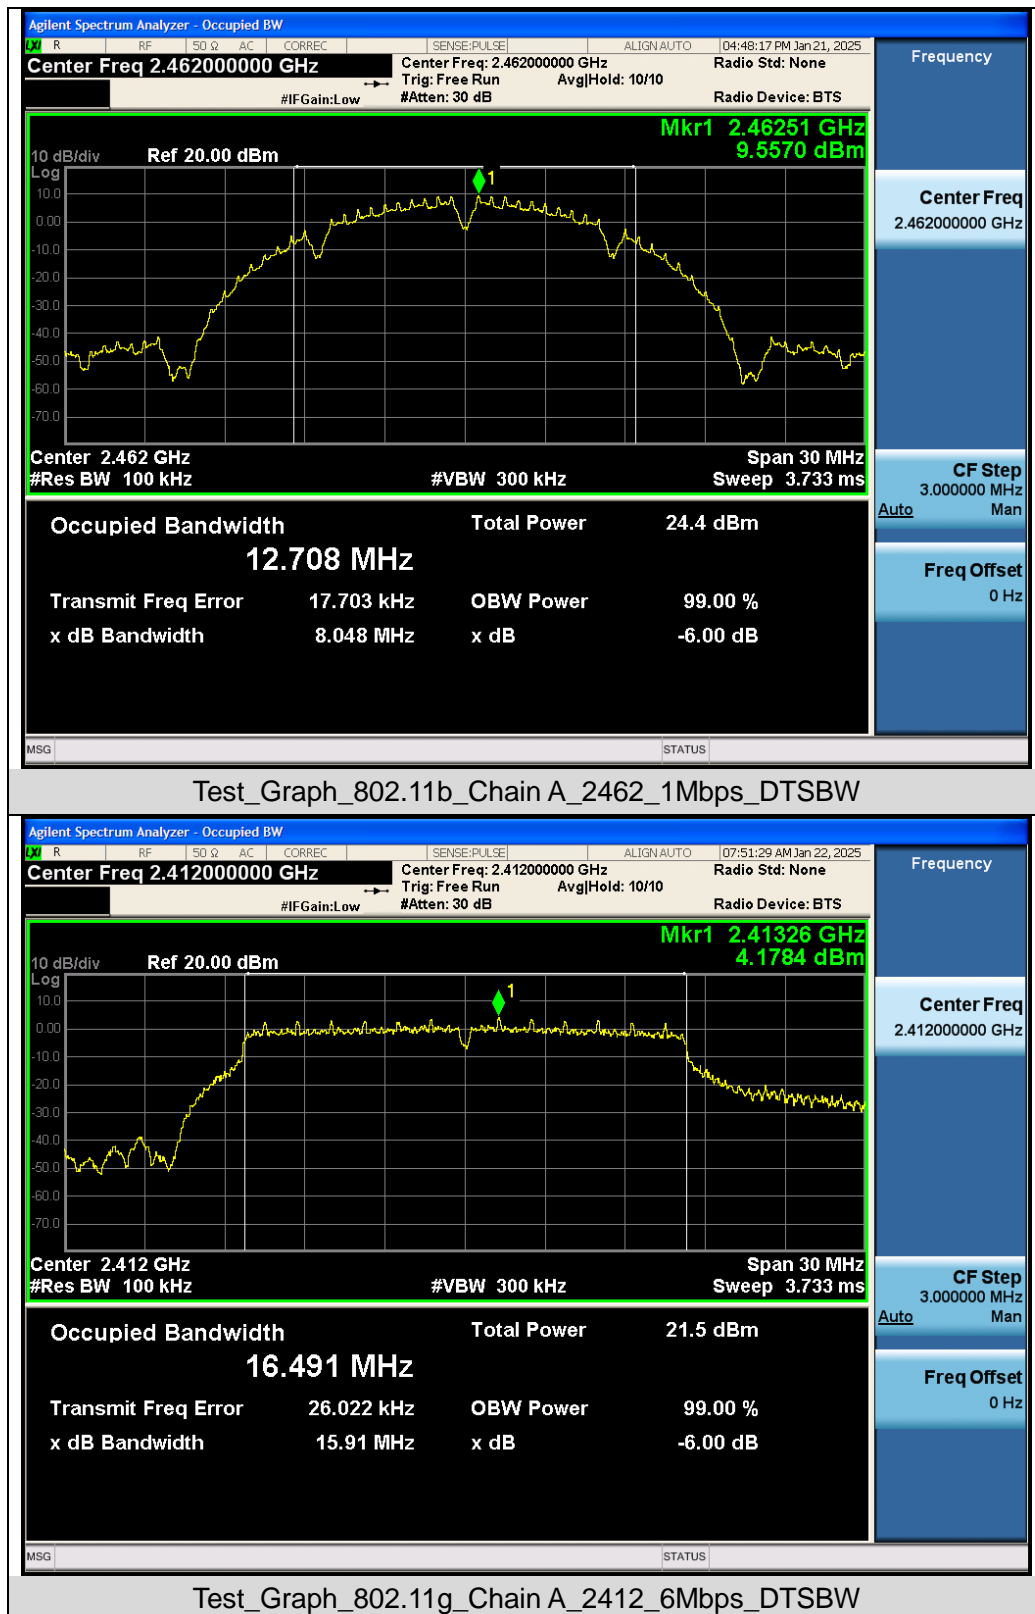 Agilent Spectrum Analyzer - Occupied BW
LXI R RF 50 Ω AC CORREC SENSE:PULSE ALIGN AUTO 04:48:17 PM Jan 21, 2025
Center Freq 2.462000000 GHz Center Freq: 2.462000000 GHz Radio Std: None
Trig: Free Run Avg|Hold: 10/10
#IFGain:Low #Atten: 30 dB Radio Device: BTS
Frequency
Mkr1 2.46251 GHz
10 dB/div Ref 20.00 dBm 9.5570 dBm
Log
10.0
0.00
-10.0
-20.0
-30.0
-40.0
-50.0
-60.0
-70.0
1
Center Freq
2.462000000 GHz
Center 2.462 GHz Span 30 MHz
#Res BW 100 kHz #VBW 300 kHz Sweep 3.733 ms
CF Step
3.000000 MHz
Auto Man
Freq Offset
0 Hz
Occupied Bandwidth Total Power 24.4 dBm
12.708 MHz
Transmit Freq Error 17.703 kHz OBW Power 99.00 %
x dB Bandwidth 8.048 MHz x dB -6.00 dB
MSG STATUS
Test_Graph_802.11b_Chain A_2462_1Mbps_DTSBW
Agilent Spectrum Analyzer - Occupied BW
LXI R RF 50 Ω AC CORREC SENSE:PULSE ALIGN AUTO 07:51:29 AM Jan 22, 2025
Center Freq 2.412000000 GHz Center Freq: 2.412000000 GHz Radio Std: None
Trig: Free Run Avg|Hold: 10/10
#IFGain:Low #Atten: 30 dB Radio Device: BTS
Frequency
Mkr1 2.41326 GHz
10 dB/div Ref 20.00 dBm 4.1784 dBm
Log
10.0
0.00
-10.0
-20.0
-30.0
-40.0
-50.0
-60.0
-70.0
1
Center Freq
2.412000000 GHz
Center 2.412 GHz Span 30 MHz
#Res BW 100 kHz #VBW 300 kHz Sweep 3.733 ms
CF Step
3.000000 MHz
Auto Man
Freq Offset
0 Hz
Occupied Bandwidth Total Power 21.5 dBm
16.491 MHz
Transmit Freq Error 26.022 kHz OBW Power 99.00 %
x dB Bandwidth 15.91 MHz x dB -6.00 dB
MSG STATUS
Test_Graph_802.11g_Chain A_2412_6Mbps_DTSBW